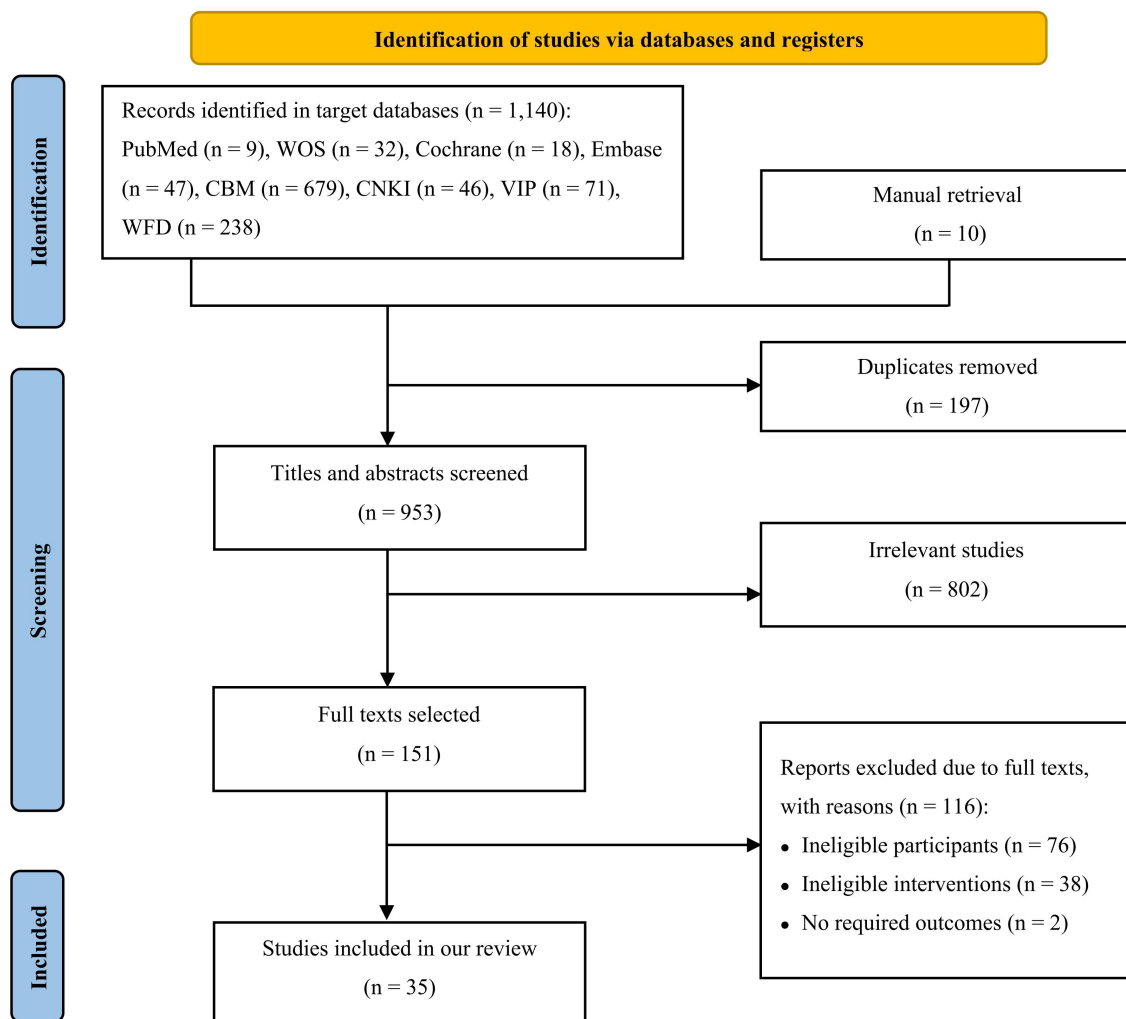 Identification of studies via databases and registers
Identification
Records identified in target databases (n = 1,140):
PubMed (n = 9), WOS (n = 32), Cochrane (n = 18), Embase
(n = 47), CBM (n = 679), CNKI (n = 46), VIP (n = 71),
WFD (n = 238)
Manual retrieval
(n = 10)
Screening
Duplicates removed
(n = 197)
Titles and abstracts screened
(n = 953)
Irrelevant studies
(n = 802)
Full texts selected
(n = 151)
Reports excluded due to full texts,
with reasons (n = 116):
• Ineligible participants (n = 76)
• Ineligible interventions (n = 38)
• No required outcomes (n = 2)
Included
Studies included in our review
(n = 35)